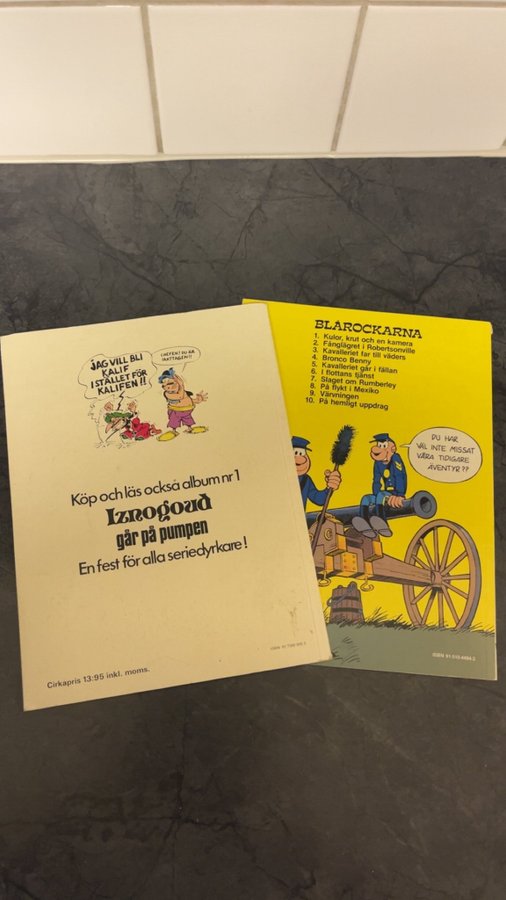 JAG VILL BLI
KALIF
I STÄLLET FÖR
KALIFEN!!
CHEFEN! DU ÄR
Köp och läs också album nr 1
Iznogoud
går på pumpen
En fest för alla seriedyrkare!
Cirkapris 13:95 inkl. moms.
BLÅROCKARNA
1. Kulor, krut och en kamera
2. Fånglägret i Robertsonville
3. Kavalleriet far till väders
4. Bronco Benny
5. Kavalleriet går i fällan
6. I flottans tjänst
7. Slaget om Rumberley
8. På flykt i Mexiko
9. Värvningen
10. På hemligt uppdrag
DU HAR
VÄL INTE MISSAT
VÅRA TIDIGARE
ÄVENTYR??
ISBN